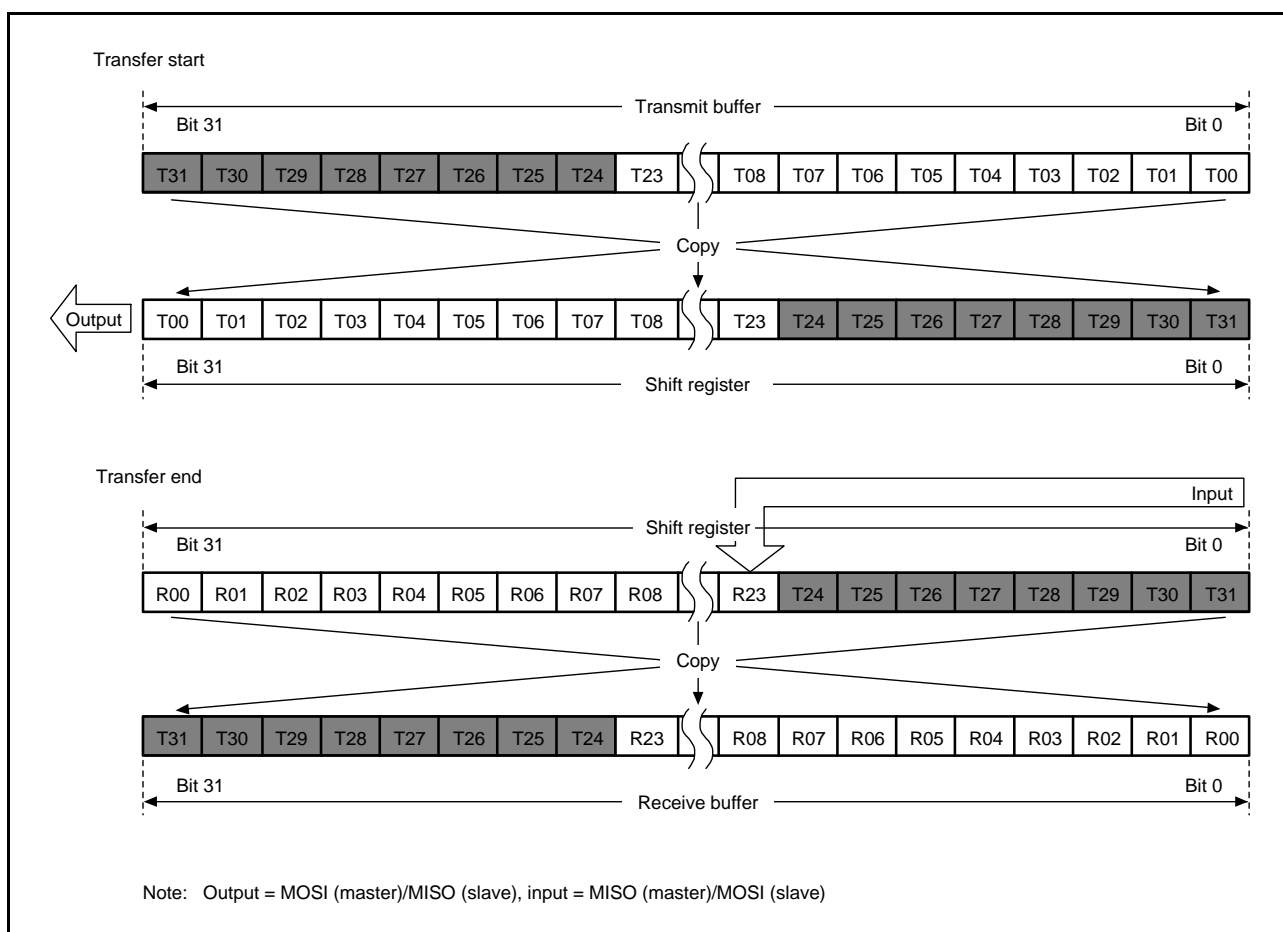 Transfer start
Transmit buffer
Bit 31 Bit 0
T31 T30 T29 T28 T27 T26 T25 T24 T23 T08 T07 T06 T05 T04 T03 T02 T01 T00
Copy
Output T00 T01 T02 T03 T04 T05 T06 T07 T08 T23 T24 T25 T26 T27 T28 T29 T30 T31
Bit 31 Bit 0
Shift register
Transfer end
Input
Shift register
Bit 31 Bit 0
R00 R01 R02 R03 R04 R05 R06 R07 R08 R23 T24 T25 T26 T27 T28 T29 T30 T31
Copy
T31 T30 T29 T28 T27 T26 T25 T24 R23 R08 R07 R06 R05 R04 R03 R02 R01 R00
Bit 31 Bit 0
Receive buffer
Note: Output = MOSI (master)/MISO (slave), input = MISO (master)/MOSI (slave)